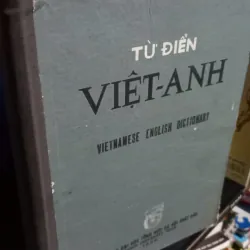 TỪ ĐIỂN
VIỆT-ANH
VIETNAMESE ENGLISH DICTIONARY